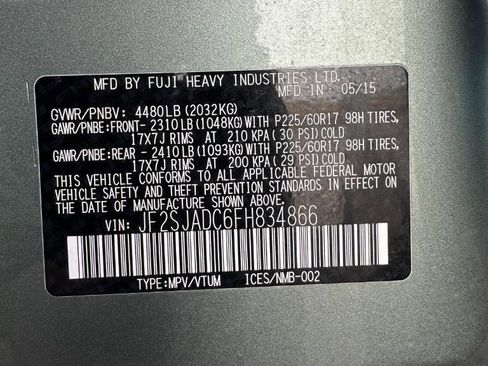 MFD BY FUJI HEAVY INDUSTRIES LTD.
MFD IN 05/15
GVWR/PNBV: 4480LB(2032KG)
GAWR/PNBE:FRONT- 2310LB(1048KG)WITH P225/60R17 98H TIRES,
17X7J RIMS AT 210 KPA(30 PSI)COLD
GAWR/PNBE:REAR - 2410LB(1093KG)WITH P225/60R17 98H TIRES,
17X7J RIMS AT 200 KPA(29 PSI)COLD
THIS VEHICLE CONFORMS TO ALL APPLICABLE FEDERAL MOTOR
VEHICLE SAFETY AND THEFT PREVENTION STANDARDS IN EFFECT ON THE
DATE OF MANUFACTURE SHOWN ABOVE.
VIN: JF2SJADC6FH834866
TYPE:MPV/VTUM ICES/NMB-002